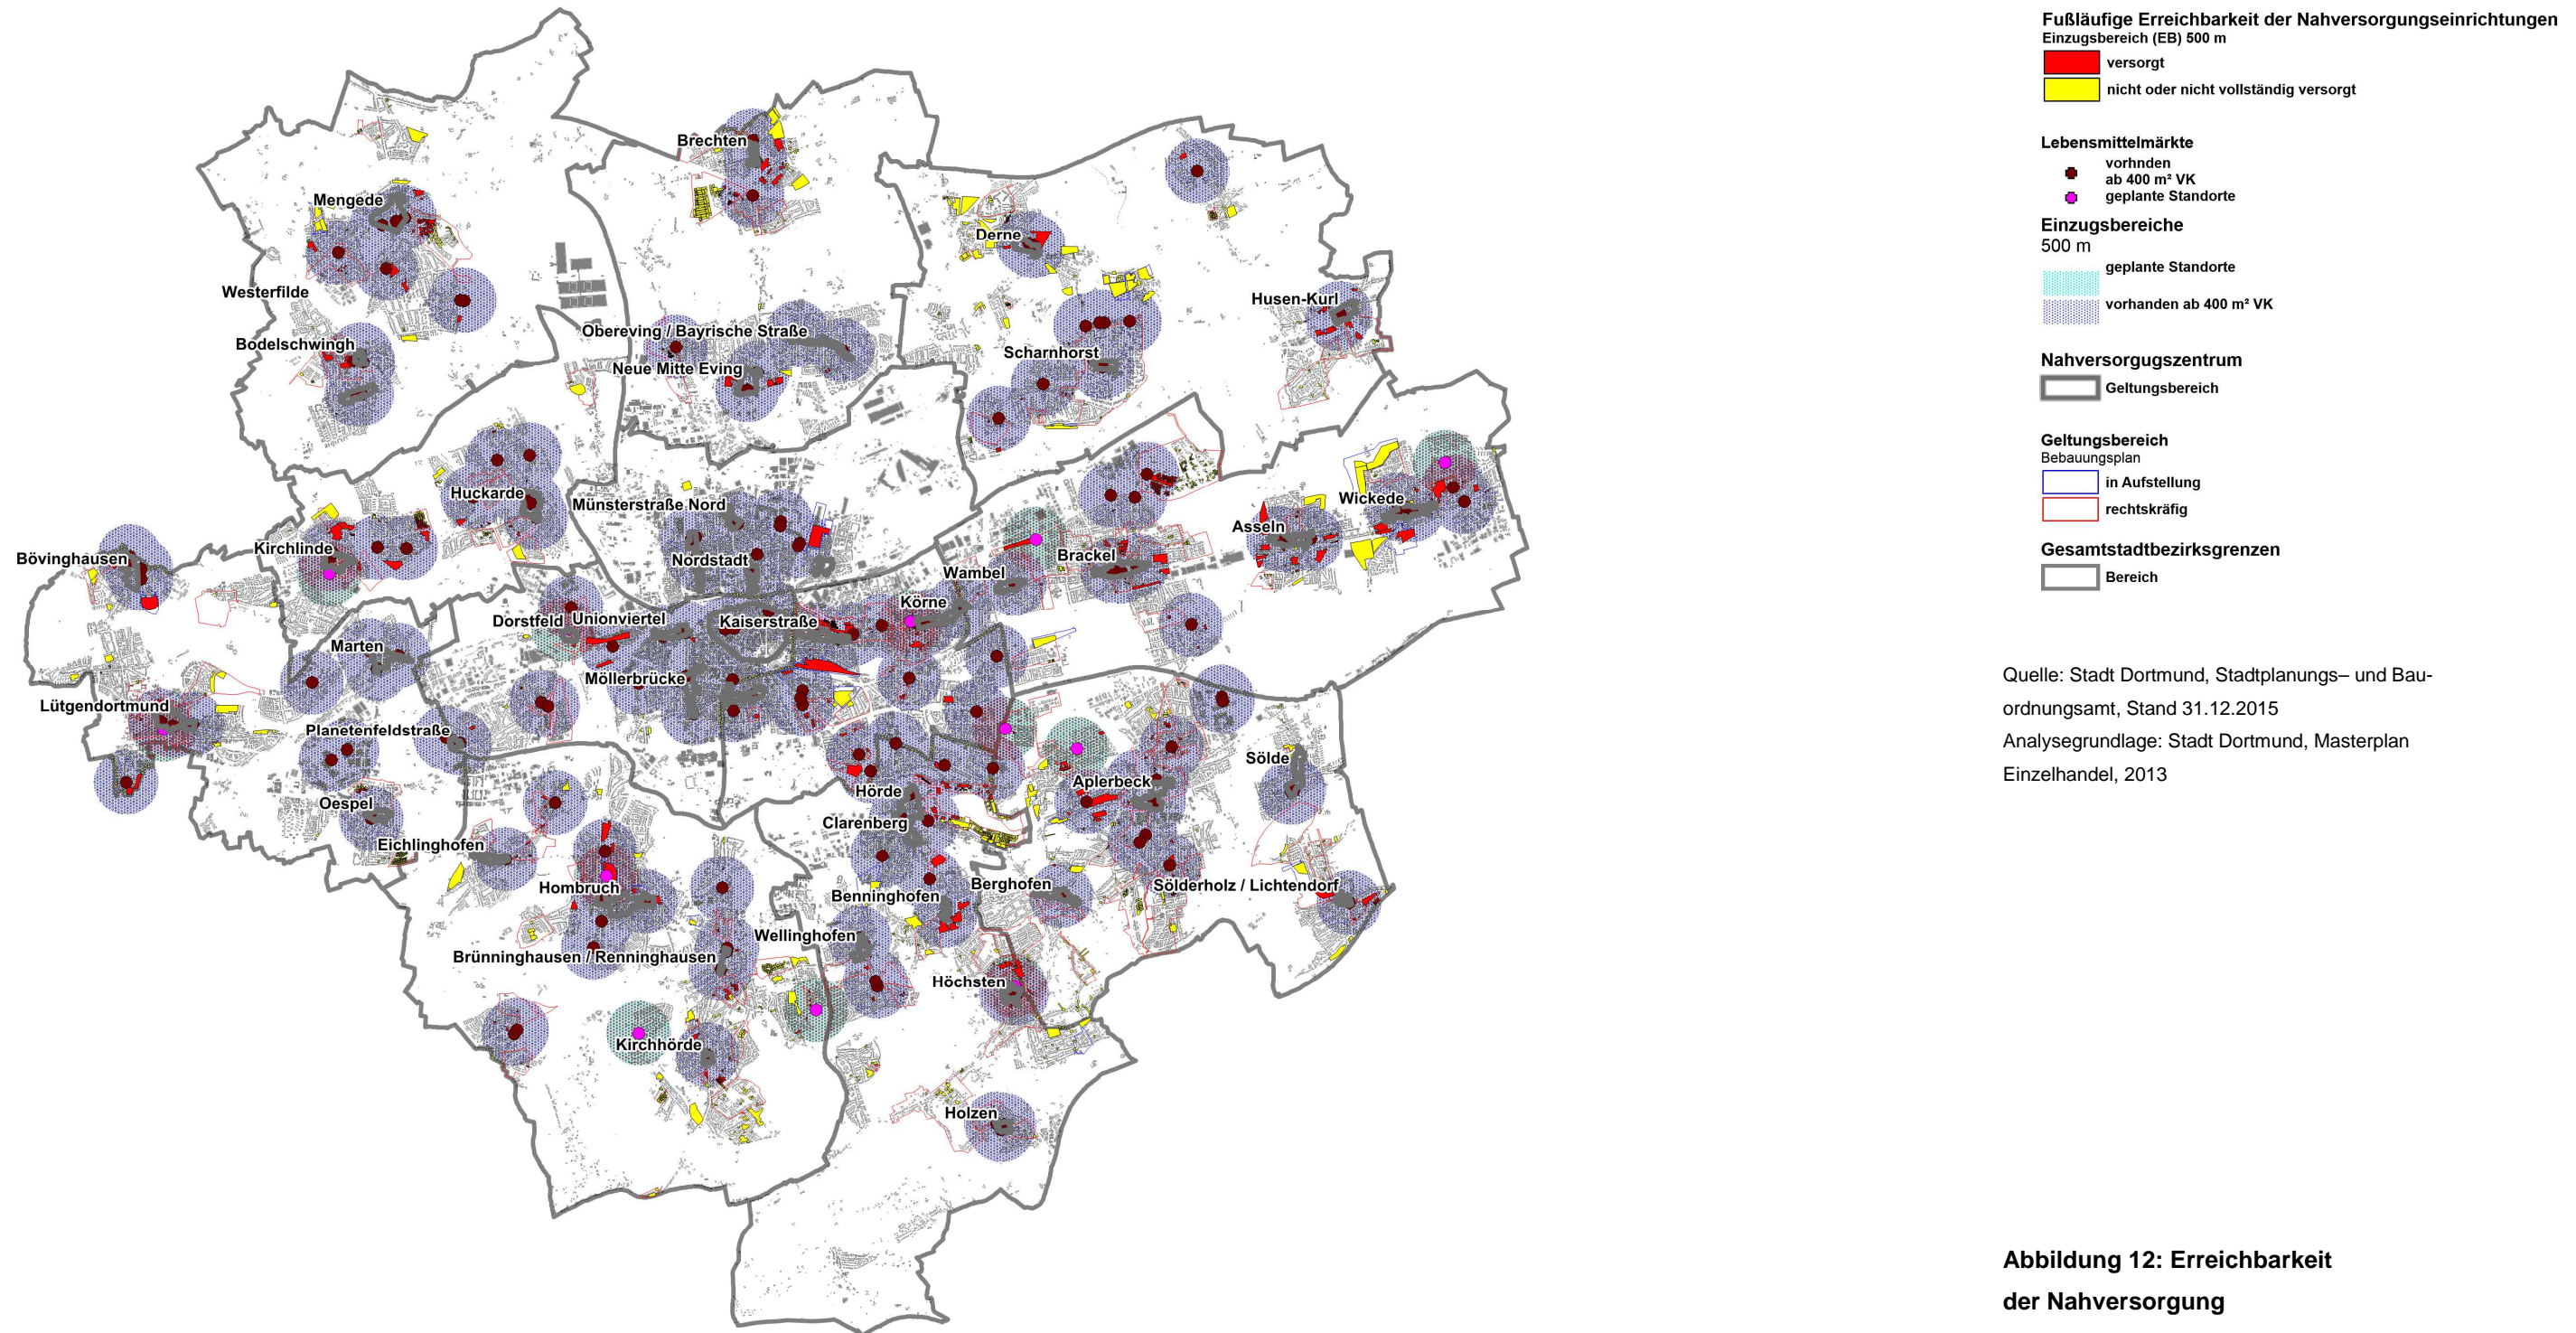 Brechten
Mengede
Derne
Westerfilde
Husen-Kurl
Obereving / Bayrische Straße
Bodelschwingh
Scharnhorst
Neue Mitte Eving
Huckarde
Wickede
Münsterstraße Nord
Asseln
Kirchlinde
Brackel
Bövinghausen
Nordstadt
Wambel
Körne
Dorstfeld
Unionviertel
Kaiserstraße
Marten
Möllerbrücke
Lütgendortmund
Planetenfeldstraße
Sölde
Aplerbeck
Hörde
Oespel
Clarenberg
Eichlinghofen
Berghofen
Sölderholz / Lichtendorf
Hombruch
Benninghofen
Wellinghofen
Brünninghausen / Renninghausen
Höchsten
Kirchhörde
Holzen
Fußläufige Erreichbarkeit der Nahversorgungseinrichtungen
Einzugsbereich (EB) 500 m
versorgt
nicht oder nicht vollständig versorgt
Lebensmittelmärkte
vorhnden
ab 400 m² VK
geplante Standorte
Einzugsbereiche
500 m
geplante Standorte
vorhanden ab 400 m² VK
Nahversorgugszentrum
Geltungsbereich
Geltungsbereich
Bebauungsplan
in Aufstellung
rechtskräfig
Gesamtstadtbezirksgrenzen
Bereich
Quelle: Stadt Dortmund, Stadtplanungs– und Bau-
ordnungsamt, Stand 31.12.2015
Analysegrundlage: Stadt Dortmund, Masterplan
Einzelhandel, 2013
Abbildung 12: Erreichbarkeit
der Nahversorgung